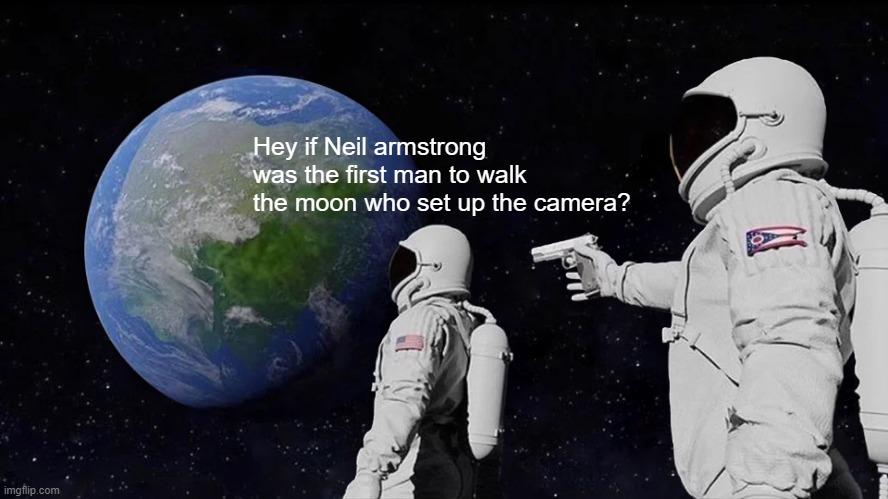 Hey if Neil armstrong
was the first man to walk
the moon who set up the camera?
imgflip.com